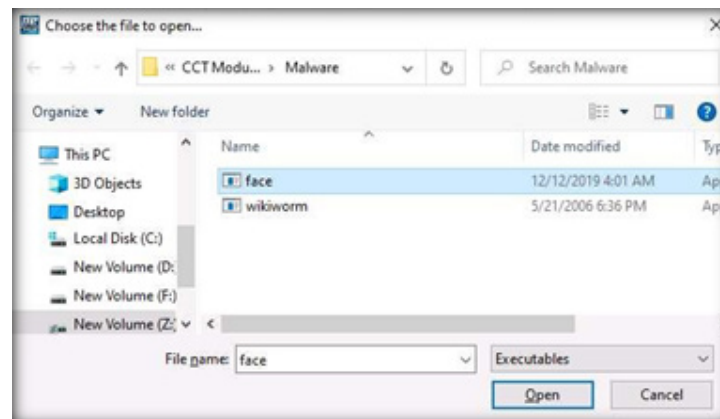 Choose the file to open...
« CCT Modu... › Malware
Search Malware
Organize
New folder
This PC
3D Objects
Desktop
Local Disk (C:)
New Volume (D:
New Volume (F:)
New Volume (Z:
Name
Date modified
Typ
face
12/12/2019 4:01 AM
Ap
wikiworm
5/21/2006 6:36 PM
Ap
File name:
face
Executables
Open
Cancel